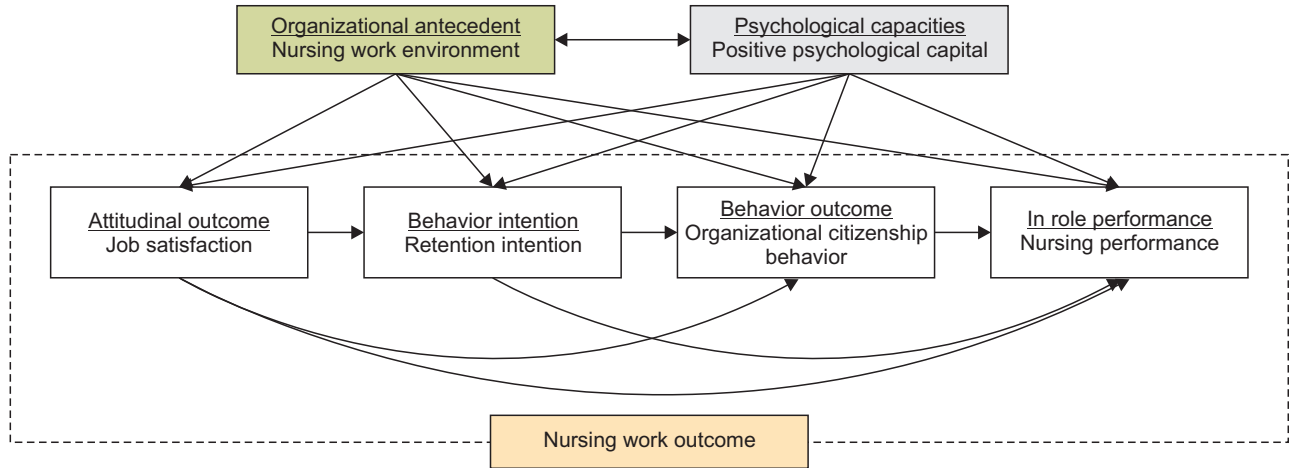 Organizational antecedent
Nursing work environment
Psychological capacities
Positive psychological capital
Attitudinal outcome
Job satisfaction
Behavior intention
Retention intention
Behavior outcome
Organizational citizenship
behavior
In role performance
Nursing performance
Nursing work outcome